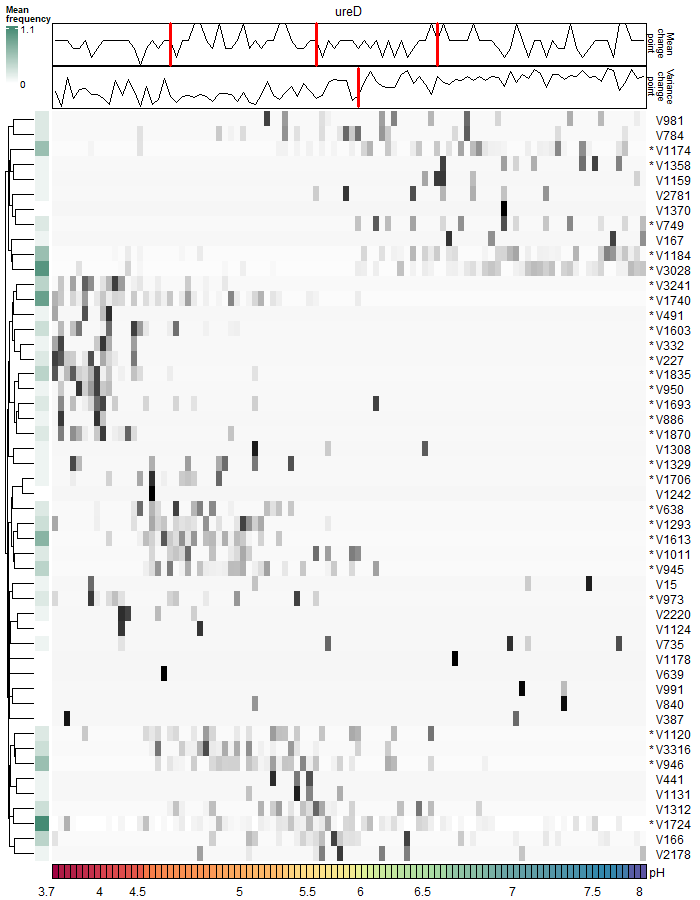 ureD
Mean
frequency
1.1
0
Mean
change
point
Variance
change
point
V981
V784
* V1174
* V1358
V1159
V2781
V1370
* V749
V167
* V1184
* V3028
* V3241
* V1740
* V491
* V1603
* V332
* V227
* V1835
* V950
* V1693
* V886
* V1870
V1308
* V1329
* V1706
V1242
* V638
* V1293
* V1613
* V1011
* V945
V15
* V973
V2220
V1124
V735
V1178
V639
V991
V840
V387
* V1120
* V3316
* V946
V441
V1131
V1312
* V1724
V166
V2178
pH
3.7 4 4.5 5 5.5 6 6.5 7 7.5 8